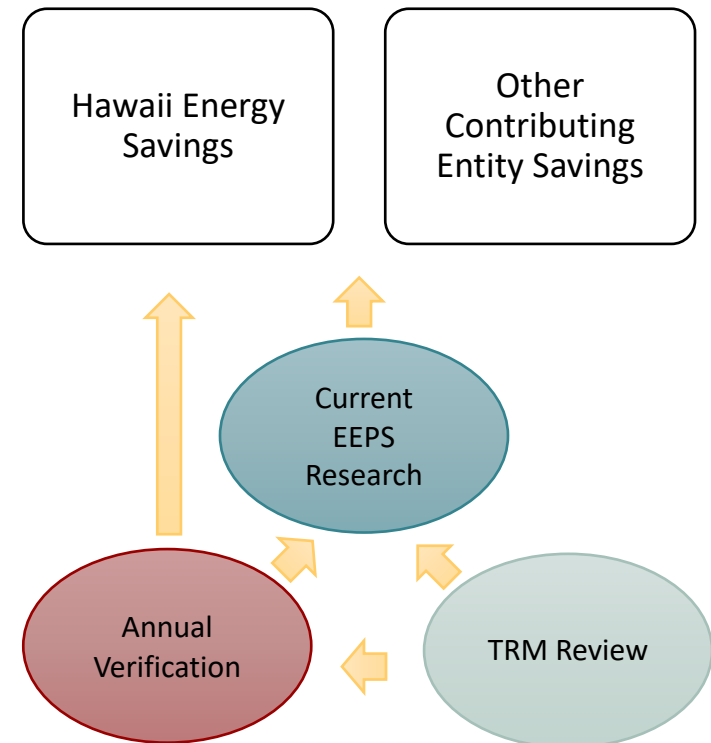 Hawaii Energy
Savings
Other
Contributing
Entity Savings
Current
EEPS
Research
Annual
Verification
TRM Review